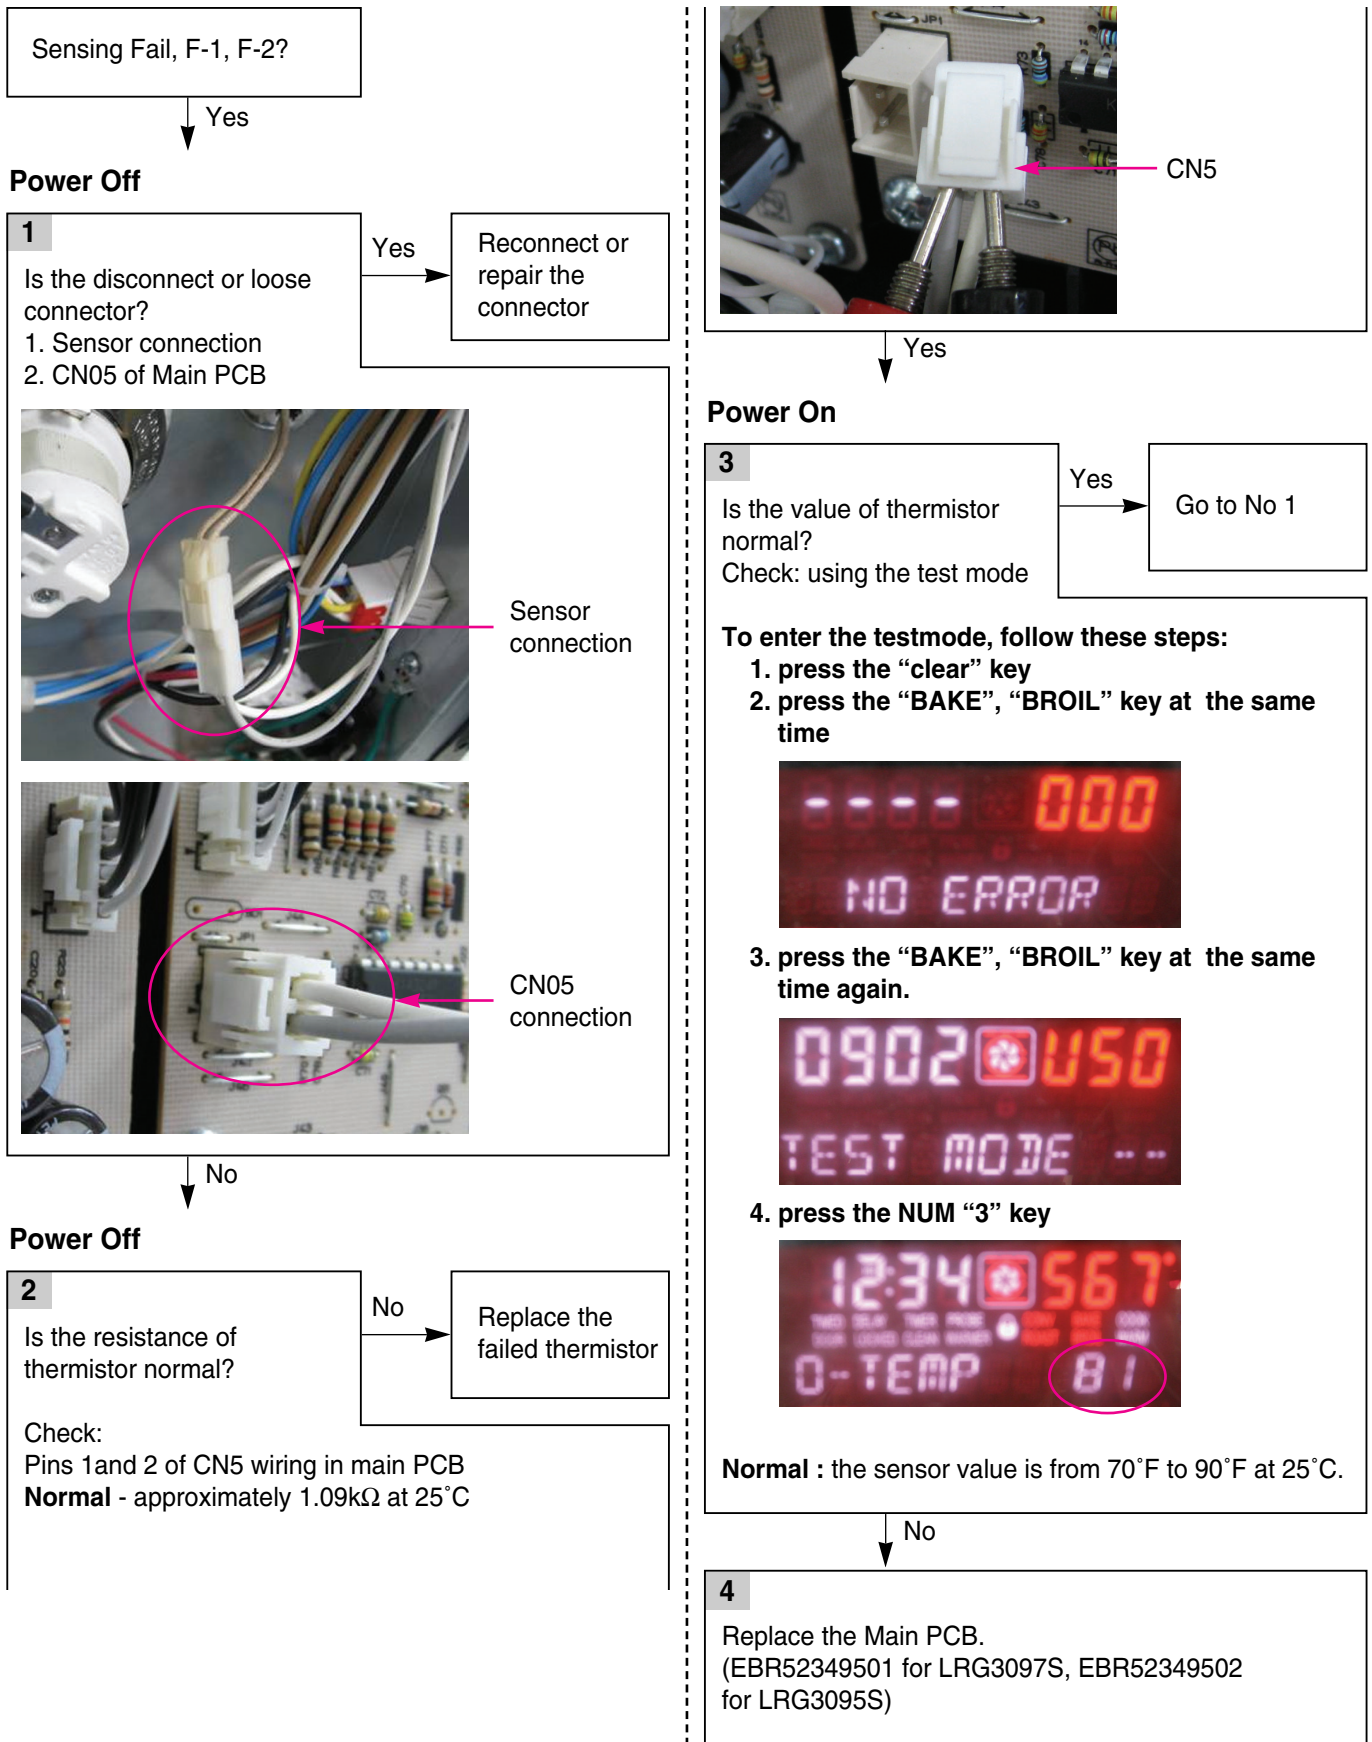 Sensing Fail, F-1, F-2?
Yes
Power Off
1
Is the disconnect or loose
connector?
1. Sensor connection
2. CN05 of Main PCB
Yes
Reconnect or
repair the
connector
Sensor
connection
CN05
connection
No
Power Off
2
Is the resistance of
thermistor normal?
No
Replace the
failed thermistor
Check:
Pins 1and 2 of CN5 wiring in main PCB
Normal - approximately 1.09kΩ at 25˚C
JP1
CN5
Yes
Power On
3
Is the value of thermistor
normal?
Check: using the test mode
Yes
Go to No 1
To enter the testmode, follow these steps:
1. press the “clear” key
2. press the “BAKE”, “BROIL” key at  the same
time
- - - - 000
NO ERROR
3. press the “BAKE”, “BROIL” key at  the same
time again.
0902 U50
TEST MODE --
4. press the NUM “3” key
12:34 567°
O-TEMP 81
Normal : the sensor value is from 70˚F to 90˚F at 25˚C.
No
4
Replace the Main PCB.
(EBR52349501 for LRG3097S, EBR52349502
for LRG3095S)